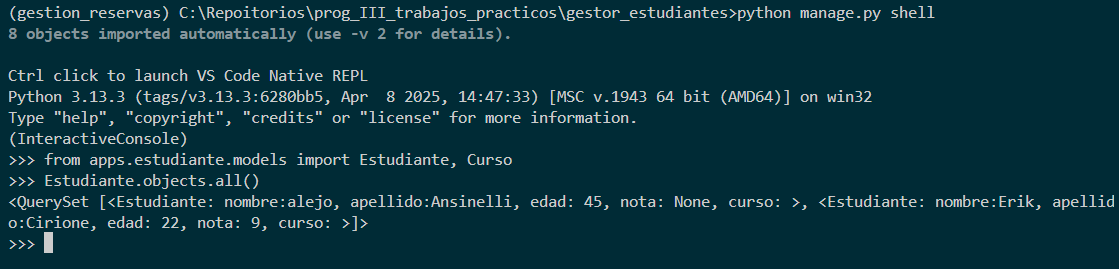 (gestion_reservas) C:\Repoitorios\prog_III_trabajos_practicos\gestor_estudiantes>python manage.py shell
8 objects imported automatically (use -v 2 for details).
Ctrl click to launch VS Code Native REPL
Python 3.13.3 (tags/v3.13.3:6280bb5, Apr  8 2025, 14:47:33) [MSC v.1943 64 bit (AMD64)] on win32
Type "help", "copyright", "credits" or "license" for more information.
(InteractiveConsole)
>>> from apps.estudiante.models import Estudiante, Curso
>>> Estudiante.objects.all()
<QuerySet [<Estudiante: nombre:alejo, apellido:Ansinelli, edad: 45, nota: None, curso: >, <Estudiante: nombre:Erik, apellid
o:Cirione, edad: 22, nota: 9, curso: >]>
>>>